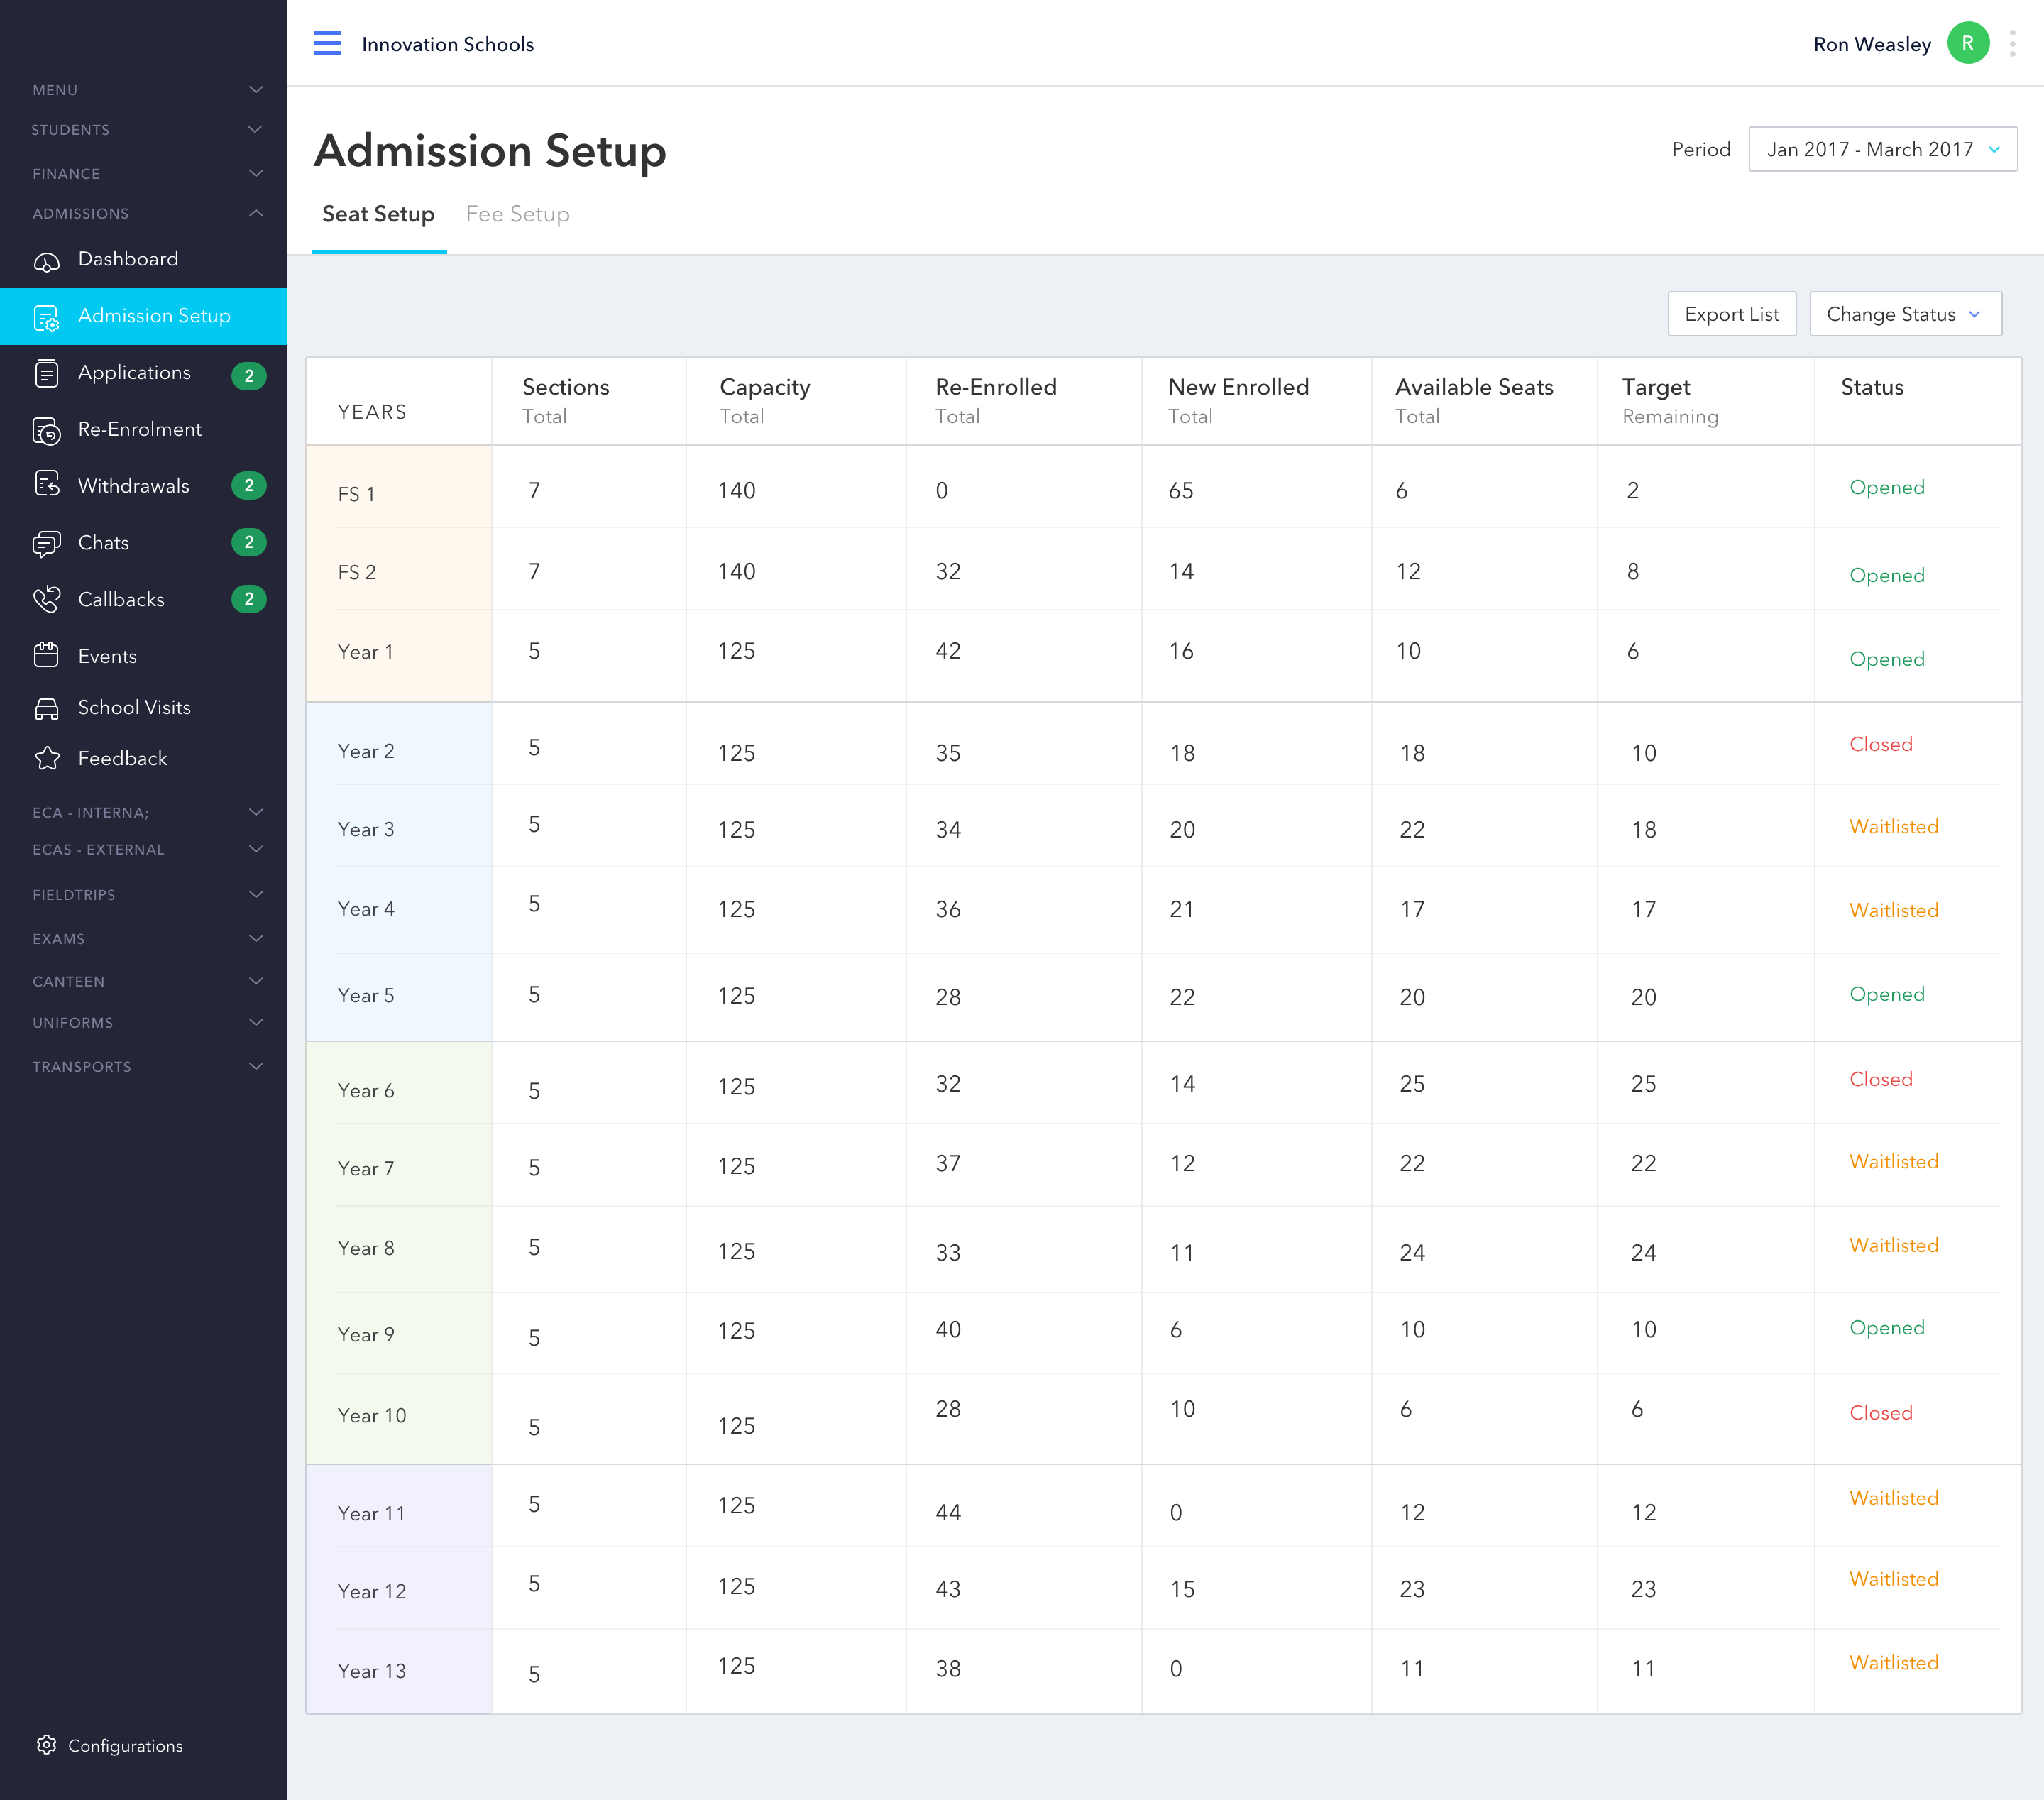 Innovation Schools
Ron Weasley
R
MENU
STUDENTS
FINANCE
ADMISSIONS
Dashboard
Admission Setup
Applications 2
Re-Enrolment
Withdrawals 2
Chats 2
Callbacks 2
Events
School Visits
Feedback
ECA - INTERNA;
ECAS - EXTERNAL
FIELDTRIPS
EXAMS
CANTEEN
UNIFORMS
TRANSPORTS
Configurations
Admission Setup
Period Jan 2017 - March 2017
Seat Setup Fee Setup
Export List Change Status
YEARS Sections Capacity Re-Enrolled New Enrolled Available Seats Target Status
Total Total Total Total Total Remaining
FS 1 7 140 0 65 6 2 Opened
FS 2 7 140 32 14 12 8 Opened
Year 1 5 125 42 16 10 6 Opened
Year 2 5 125 35 18 18 10 Closed
Year 3 5 125 34 20 22 18 Waitlisted
Year 4 5 125 36 21 17 17 Waitlisted
Year 5 5 125 28 22 20 20 Opened
Year 6 5 125 32 14 25 25 Closed
Year 7 5 125 37 12 22 22 Waitlisted
Year 8 5 125 33 11 24 24 Waitlisted
Year 9 5 125 40 6 10 10 Opened
Year 10 5 125 28 10 6 6 Closed
Year 11 5 125 44 0 12 12 Waitlisted
Year 12 5 125 43 15 23 23 Waitlisted
Year 13 5 125 38 0 11 11 Waitlisted